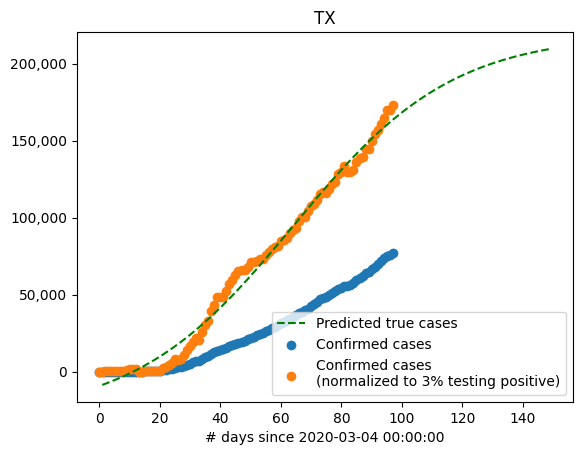 TX
200,000
150,000
100,000
50,000
0
Predicted true cases
Confirmed cases
Confirmed cases
(normalized to 3% testing positive)
0 20 40 60 80 100 120 140
# days since 2020-03-04 00:00:00